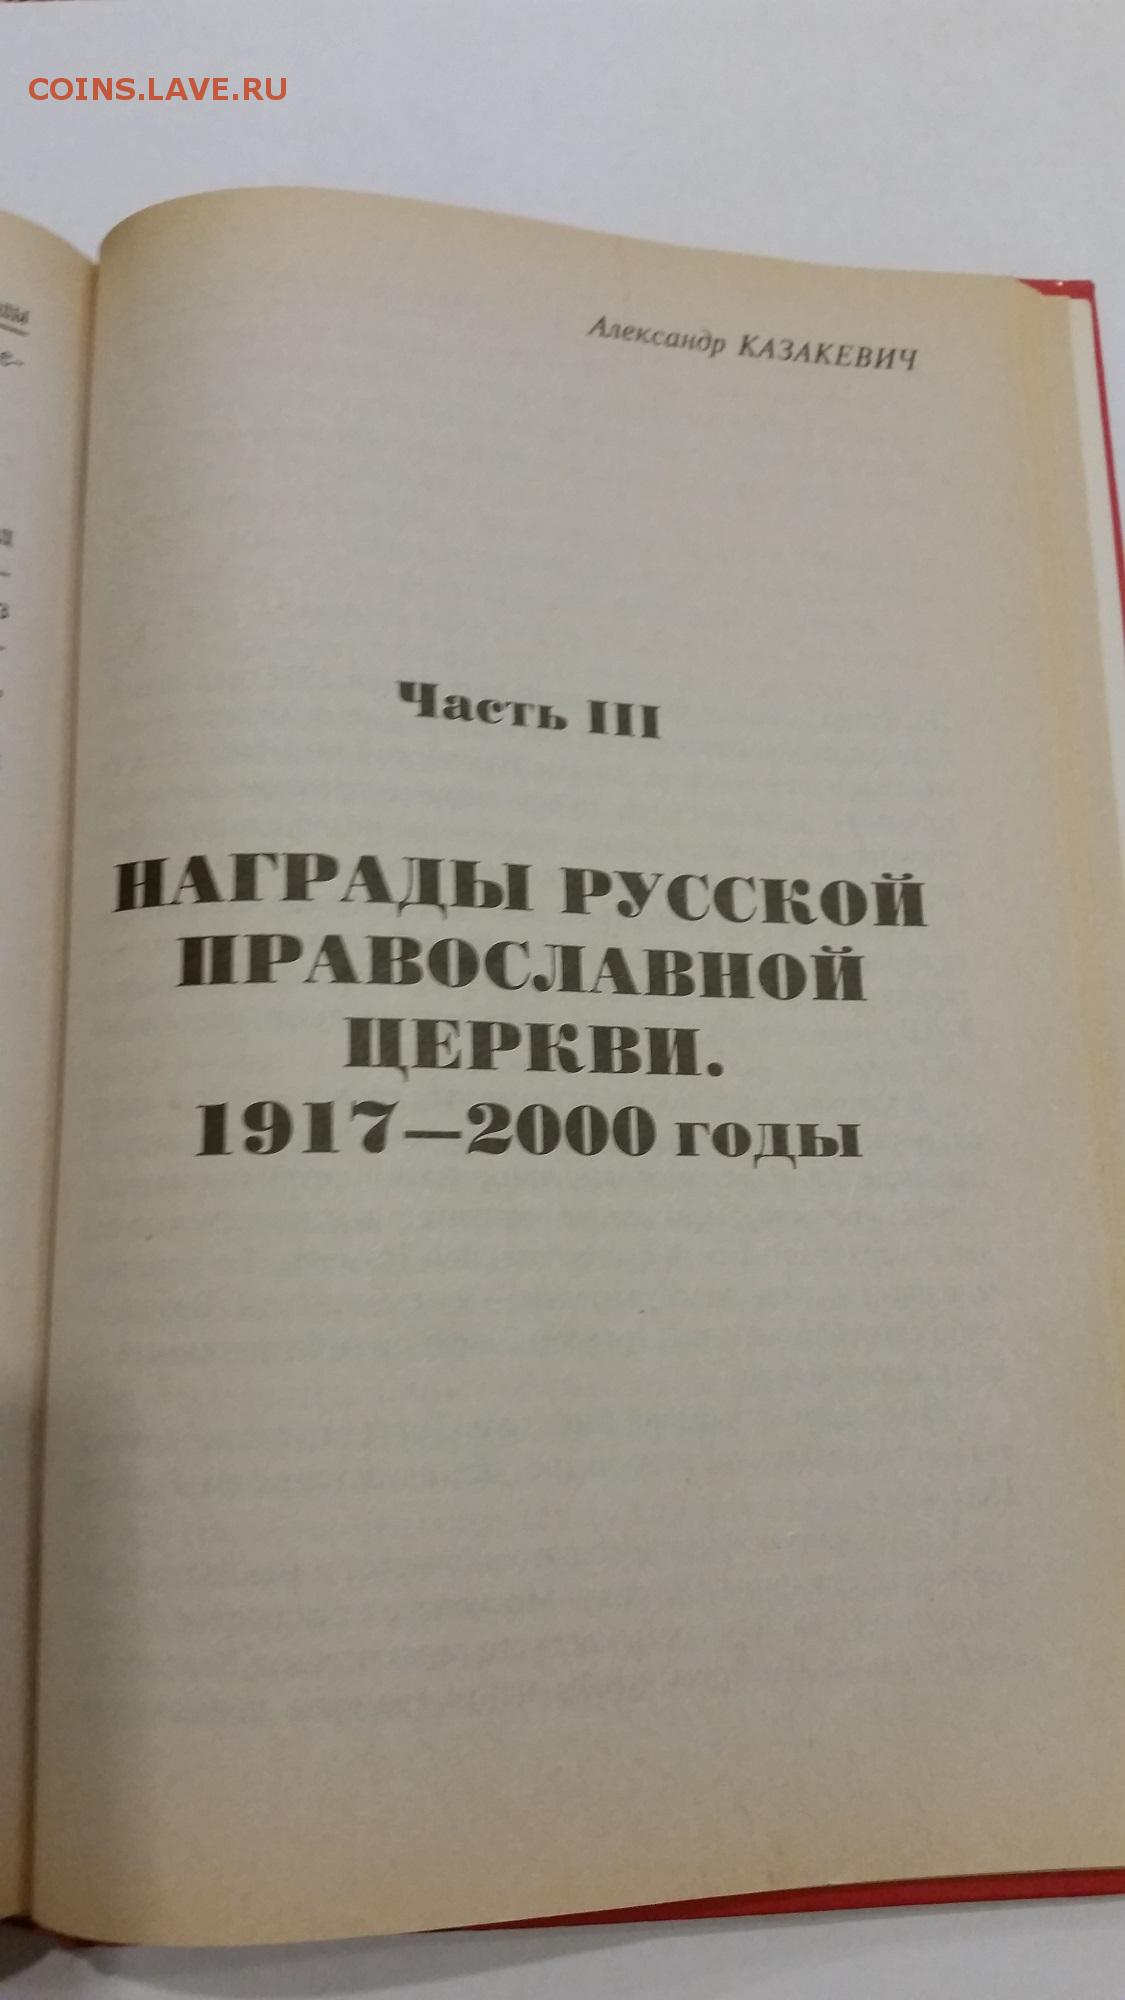 COINS.LAVE.RU
Александр КАЗАКЕВИЧ
Часть III
НАГРАДЫ РУССКОЙ
ПРАВОСЛАВНОЙ
ЦЕРКВИ.
1917—2000 годы